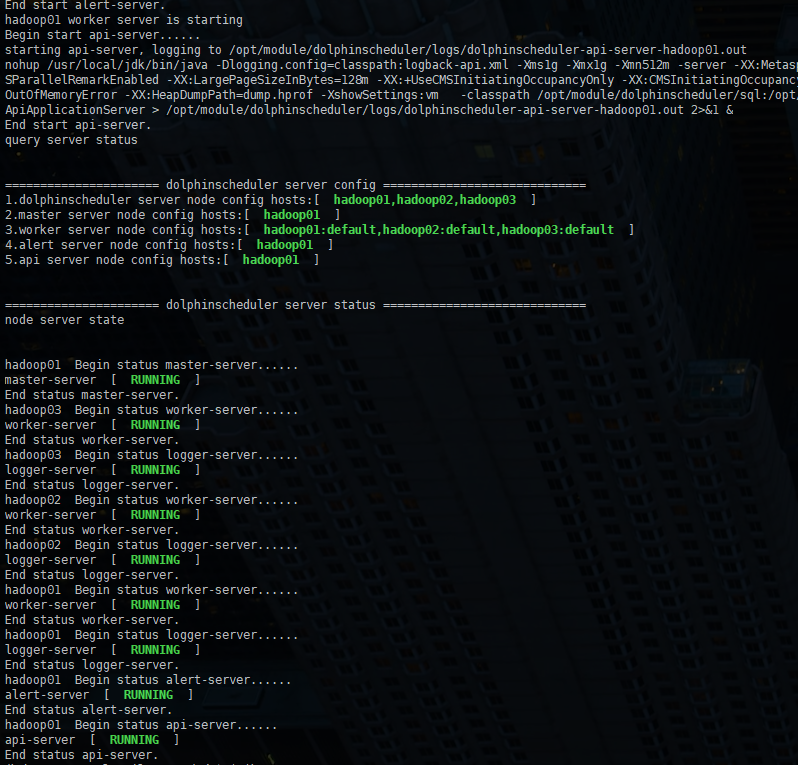 End start alert-server.
hadoop01 worker server is starting
Begin start api-server......
starting api-server, logging to /opt/module/dolphinscheduler/logs/dolphinscheduler-api-server-hadoop01.out
nohup /usr/local/jdk/bin/java -Dlogging.config=classpath:logback-api.xml -Xms1g -Xmx1g -Xmn512m -server -XX:Metasp
SParallelRemarkEnabled -XX:LargePageSizeInBytes=128m -XX:+UseCMSInitiatingOccupancyOnly -XX:CMSInitiatingOccupancy
OutOfMemoryError -XX:HeapDumpPath=dump.hprof -XshowSettings:vm   -classpath /opt/module/dolphinscheduler/sql:/opt/
ApiApplicationServer > /opt/module/dolphinscheduler/logs/dolphinscheduler-api-server-hadoop01.out 2>&1 &
End start api-server.
query server status
====================== dolphinscheduler server config =============================
1.dolphinscheduler server node config hosts:[  hadoop01,hadoop02,hadoop03  ]
2.master server node config hosts:[  hadoop01  ]
3.worker server node config hosts:[  hadoop01:default,hadoop02:default,hadoop03:default  ]
4.alert server node config hosts:[  hadoop01  ]
5.api server node config hosts:[  hadoop01  ]
====================== dolphinscheduler server status =============================
node server state
hadoop01  Begin status master-server......
master-server  [  RUNNING  ]
End status master-server.
hadoop03  Begin status worker-server......
worker-server  [  RUNNING  ]
End status worker-server.
hadoop03  Begin status logger-server......
logger-server  [  RUNNING  ]
End status logger-server.
hadoop02  Begin status worker-server......
worker-server  [  RUNNING  ]
End status worker-server.
hadoop02  Begin status logger-server......
logger-server  [  RUNNING  ]
End status logger-server.
hadoop01  Begin status worker-server......
worker-server  [  RUNNING  ]
End status worker-server.
hadoop01  Begin status logger-server......
logger-server  [  RUNNING  ]
End status logger-server.
hadoop01  Begin status alert-server......
alert-server  [  RUNNING  ]
End status alert-server.
hadoop01  Begin status api-server......
api-server  [  RUNNING  ]
End status api-server.